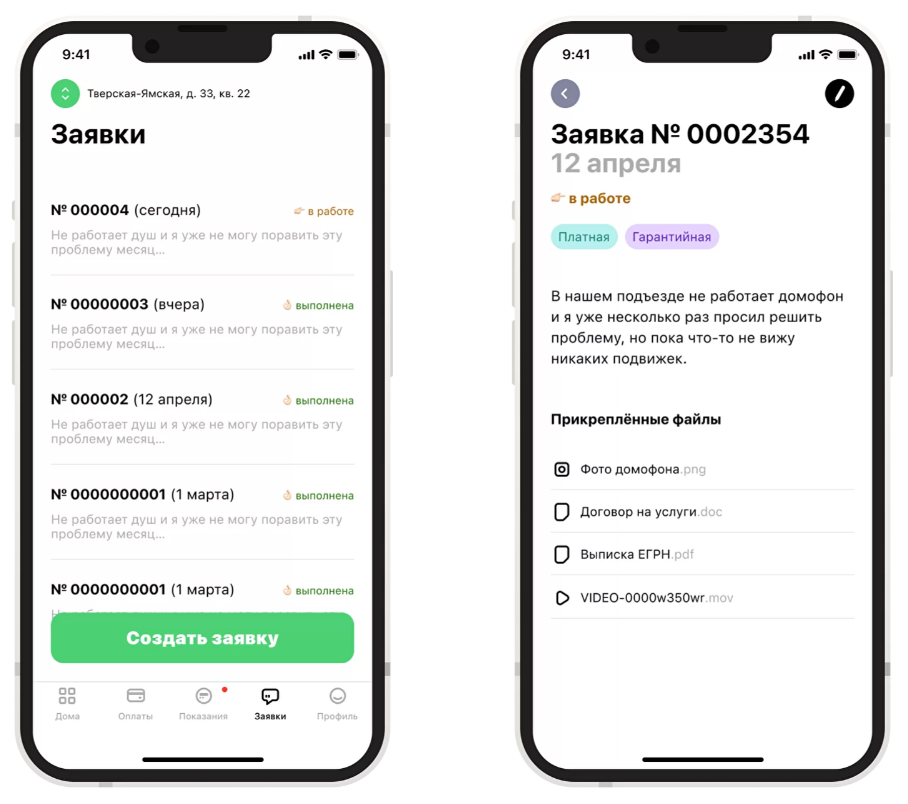 9:41
Тверская-Ямская, д. 33, кв. 22
Заявки
№ 000004 (сегодня)
в работе
Не работает душ и я уже не могу поравить эту
проблему месяц...
№ 00000003 (вчера)
выполнена
Не работает душ и я уже не могу поравить эту
проблему месяц...
№ 000002 (12 апреля)
выполнена
Не работает душ и я уже не могу поравить эту
проблему месяц...
№ 0000000001 (1 марта)
выполнена
Не работает душ и я уже не могу поравить эту
проблему месяц...
№ 0000000001 (1 марта)
выполнена
Создать заявку
Дома
Оплаты
Показания
Заявки
Профиль
9:41
Заявка № 0002354
12 апреля
в работе
Платная
Гарантийная
В нашем подъезде не работает домофон
и я уже несколько раз просил решить
проблему, но пока что-то не вижу
никаких подвижек.
Прикреплённые файлы
Фото домофона.png
Договор на услуги.doc
Выписка ЕГРН.pdf
VIDEO-0000w350wr.mov